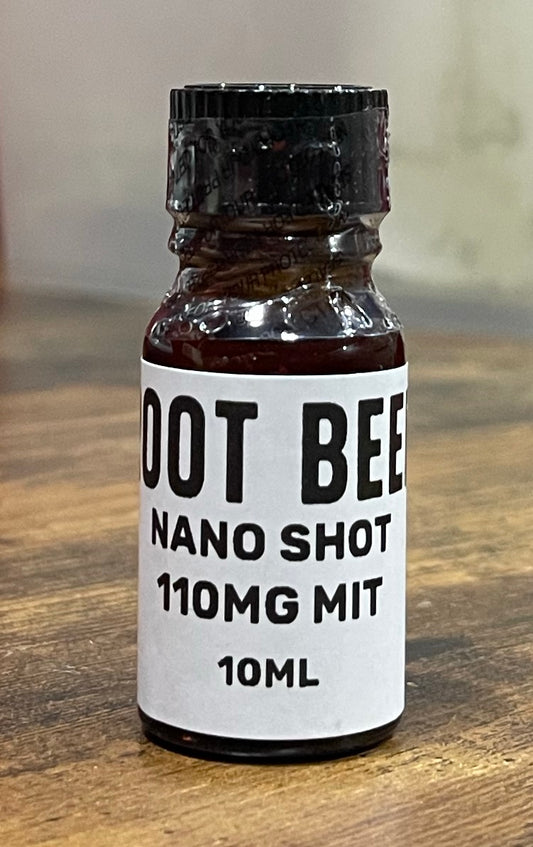 OOT BEE
NANO SHOT
110MG MIT
10ML